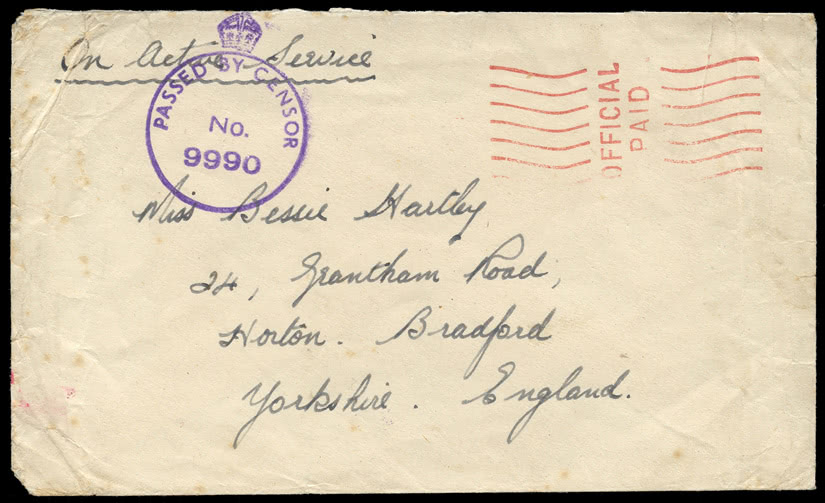 On Active Service
PASSED BY CENSOR
No.
9990
OFFICIAL
PAID
Miss Bessie Hartley
24, Grantham Road,
Horton. Bradford
Yorkshire. England.